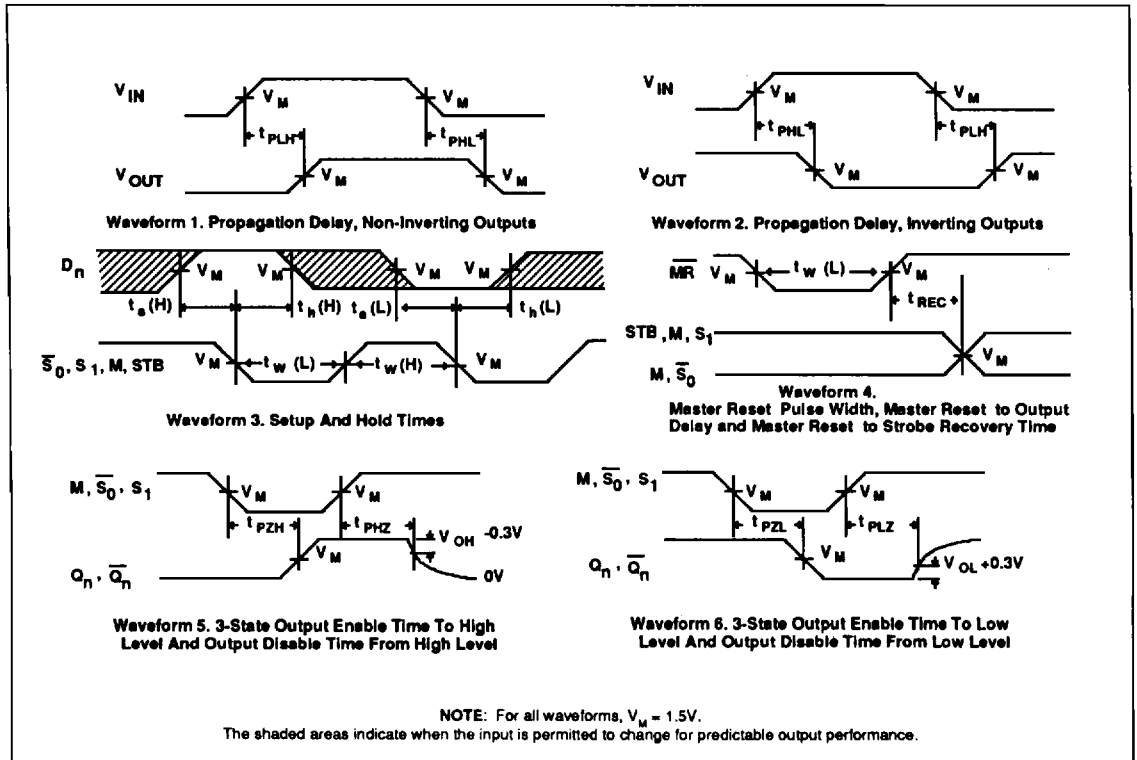 V IN V M V M
t PLH t PHL
V OUT V M V M
Waveform 1. Propagation Delay, Non-Inverting Outputs
V IN V M V M
t PHL t PLH
V OUT V M V M
Waveform 2. Propagation Delay, Inverting Outputs
D n V M V M V M V M
t s (H) t h (H) t s (L) t h (L)
S̅ 0 , S 1 , M, STB V M t W (L) t W (H) V M
Waveform 3. Setup And Hold Times
M̅R̅ V M t W (L) V M
t REC
STB , M, S 1
V M
M, S̅ 0
Waveform 4.
Master Reset Pulse Width, Master Reset to Output
Delay and Master Reset to Strobe Recovery Time
M, S̅ 0 , S 1 V M V M
t PZH t PHZ
V OH -0.3V
V M
Q n , Q̅ n 0V
Waveform 5. 3-State Output Enable Time To High
Level And Output Disable Time From High Level
M, S̅ 0 , S 1 V M V M
t PZL t PLZ
Q n , Q̅ n V M V OL +0.3V
Waveform 6. 3-State Output Enable Time To Low
Level And Output Disable Time From Low Level
NOTE: For all waveforms, V M = 1.5V.
The shaded areas indicate when the input is permitted to change for predictable output performance.